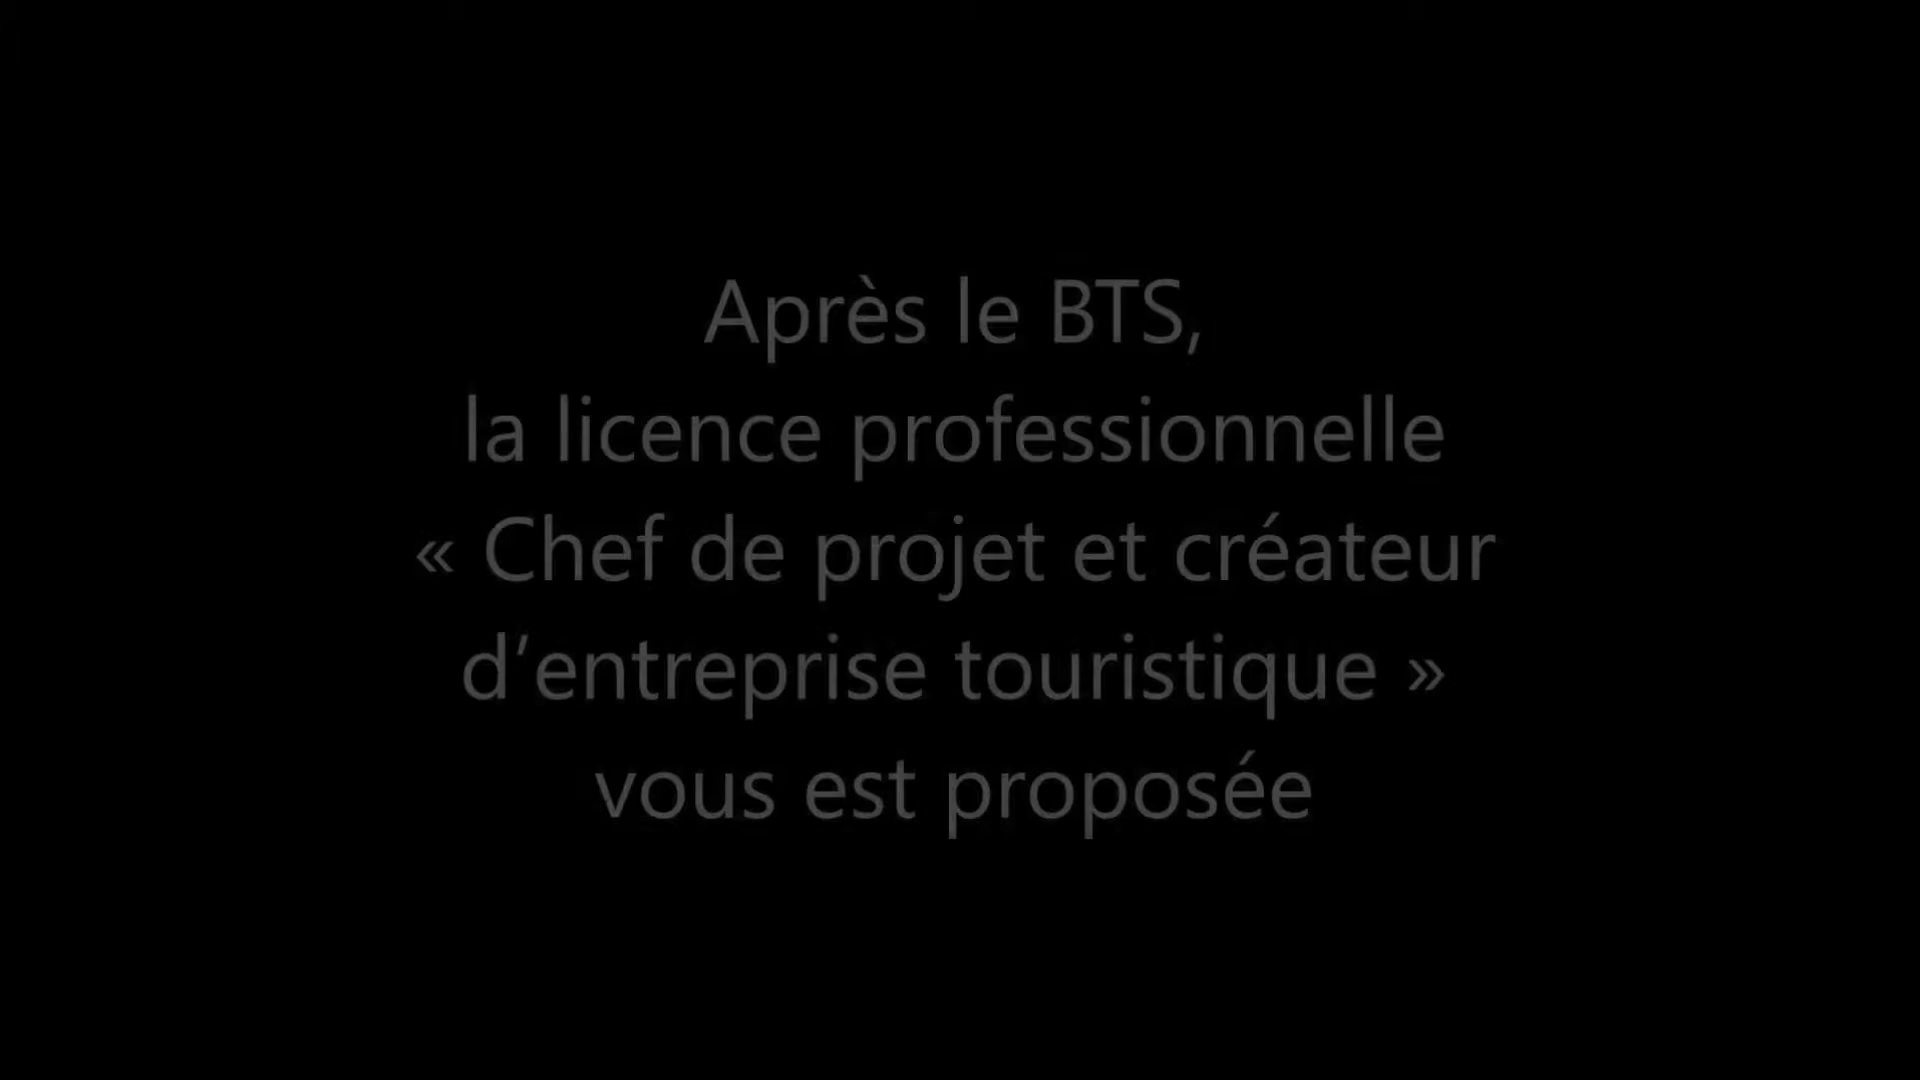 Après le BTS,
la licence professionnelle
« Chef de projet et créateur
d’entreprise touristique »
vous est proposée